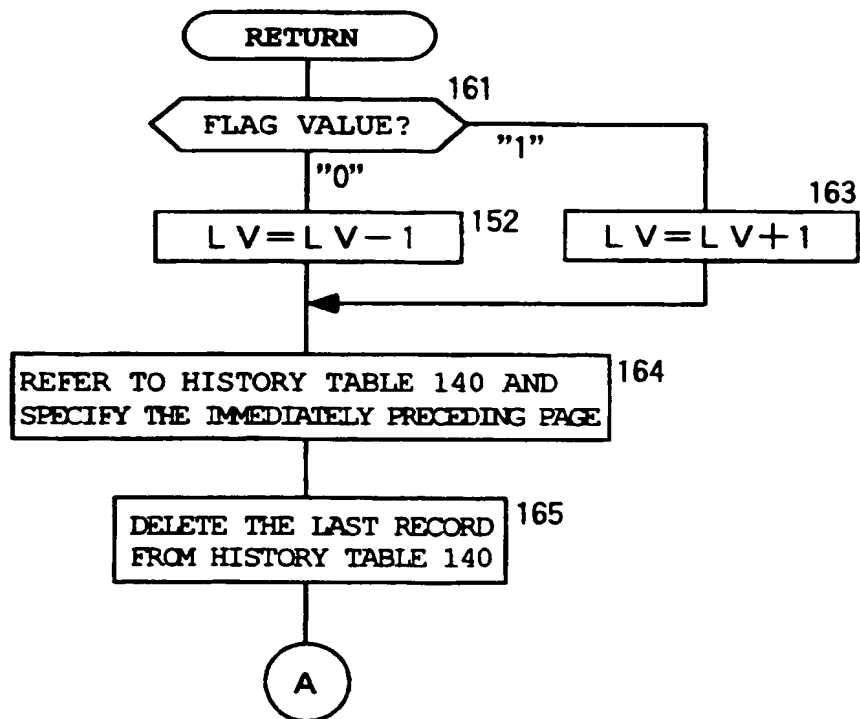 RETURN
161
FLAG VALUE?
"1"
"0"
163
LV=LV-1
152
LV=LV+1
REFER TO HISTORY TABLE 140 AND
SPECIFY THE IMMEDIATELY PRECEDING PAGE
164
DELETE THE LAST RECORD
FROM HISTORY TABLE 140
165
A